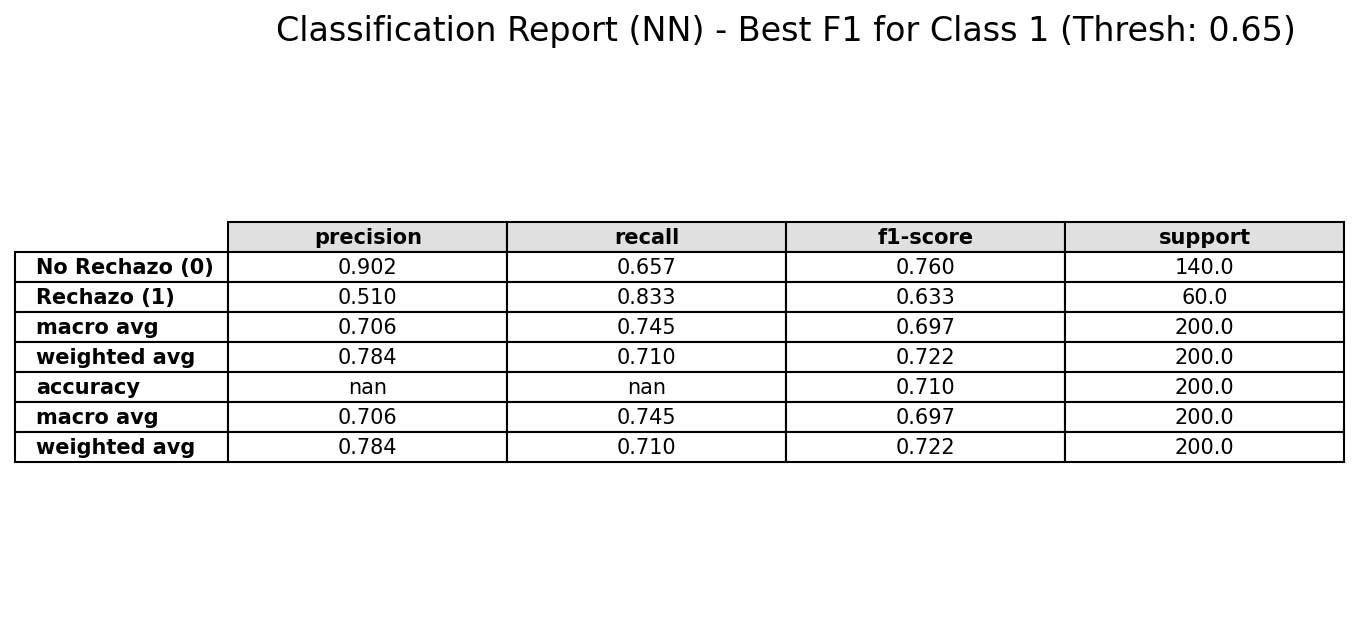 Classification Report (NN) - Best F1 for Class 1 (Thresh: 0.65)
precision recall f1-score support
No Rechazo (0) 0.902 0.657 0.760 140.0
Rechazo (1) 0.510 0.833 0.633 60.0
macro avg 0.706 0.745 0.697 200.0
weighted avg 0.784 0.710 0.722 200.0
accuracy nan nan 0.710 200.0
macro avg 0.706 0.745 0.697 200.0
weighted avg 0.784 0.710 0.722 200.0